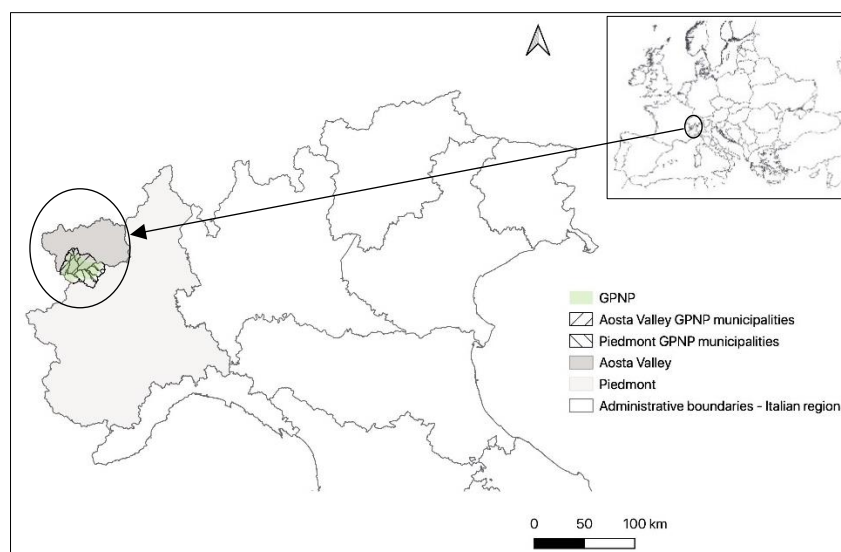 GPNP
Aosta Valley GPNP municipalities
Piedmont GPNP municipalities
Aosta Valley
Piedmont
Administrative boundaries - Italian region
0 50 100 km